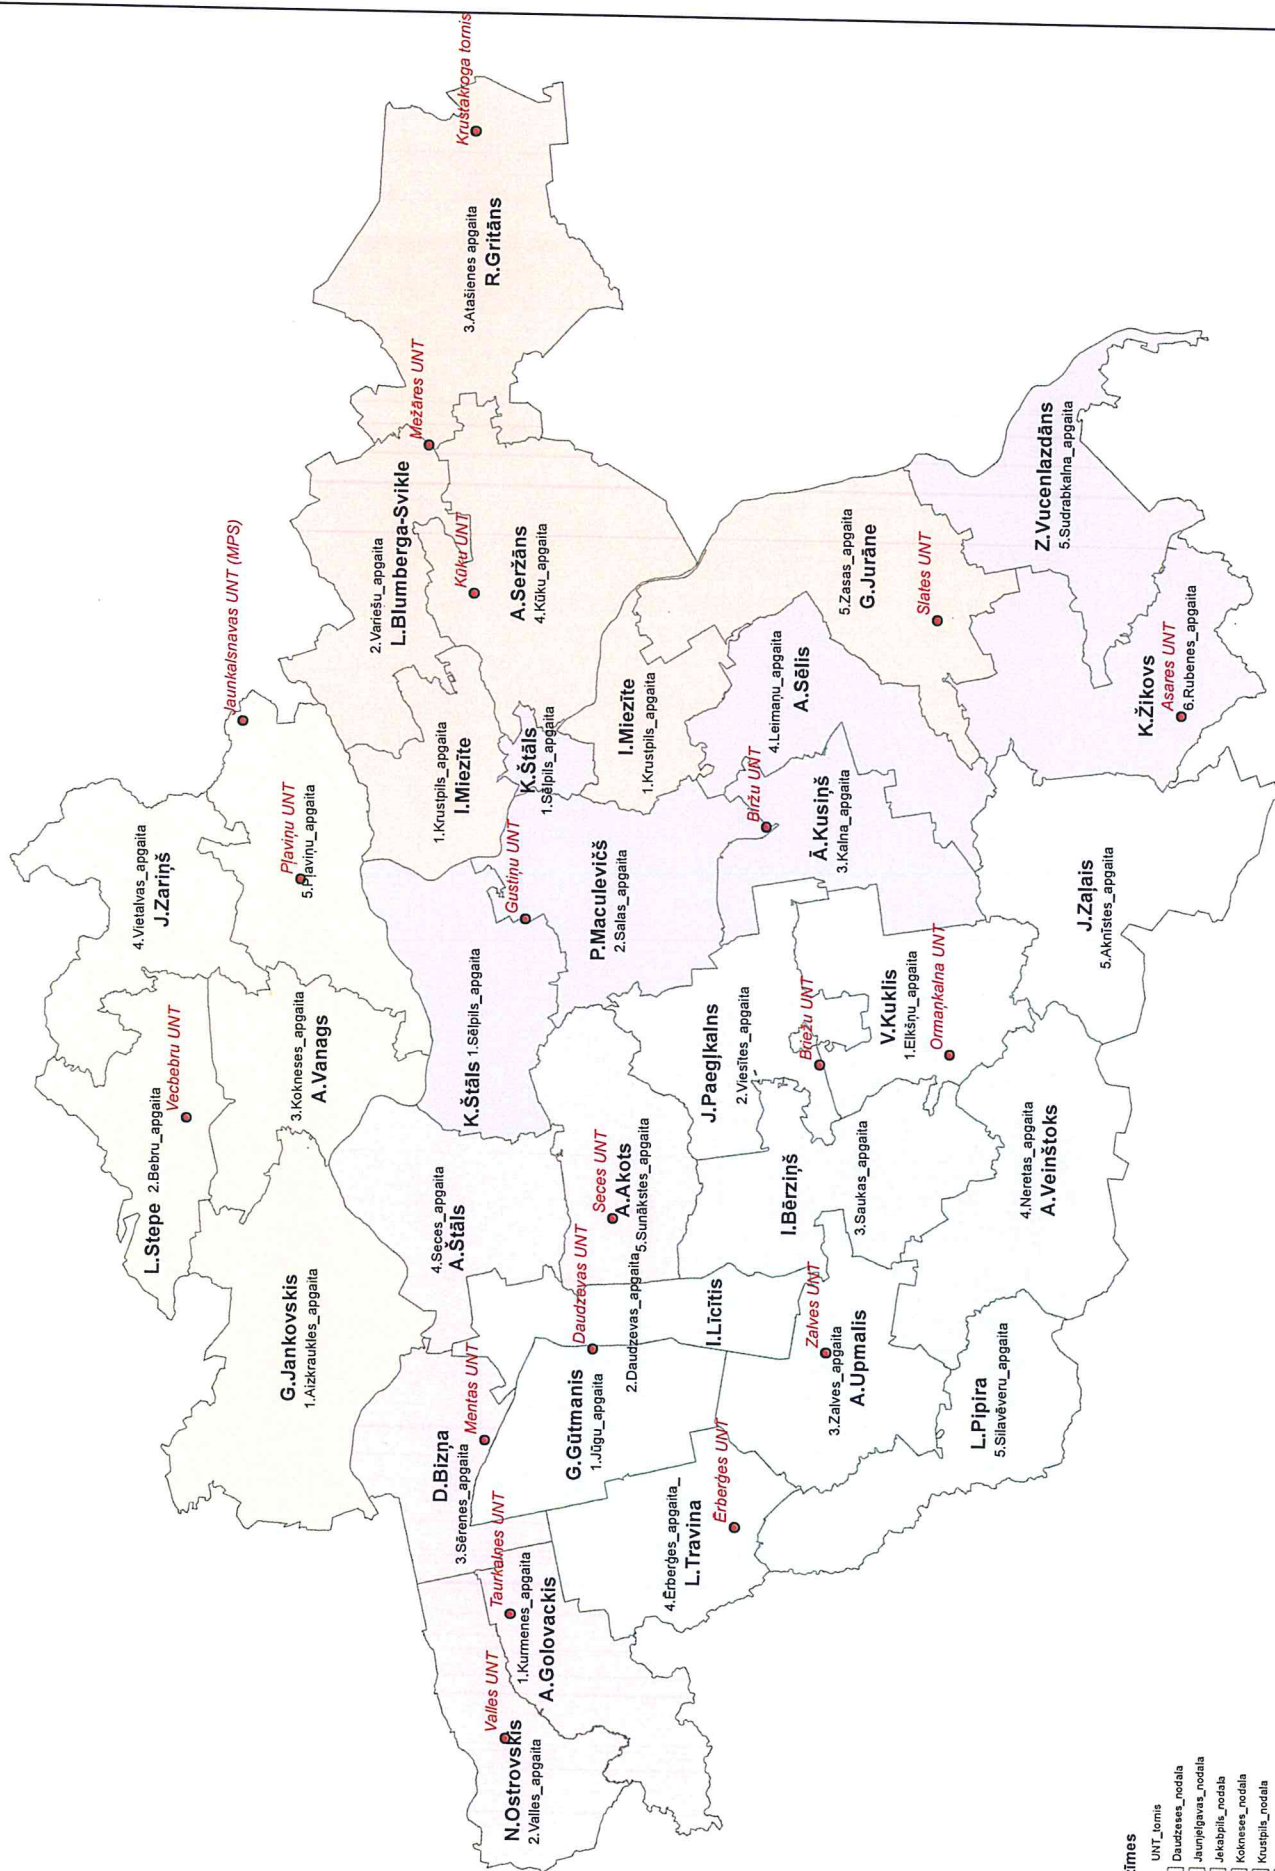 Krustakroga tornis
3.Atašienes apgaita
R.Gritāns
Mežāres UNT
Jaunkalsnavas UNT (MPS)
2.Variešu_apgaita
L.Blumberga-Svikle
Kūku UNT
A.Seržāns
4.Kūku_apgaita
Z.Vucenlazdāns
5.Sudrabkalna_apgaita
5.Zasas_apgaita
G.Jurāne
Slates UNT
K.Žikovs
Asares UNT
6.Rubenes_apgaita
4.Leimaņu_apgaita
A.Sēlis
I.Miezīte
1.Krustpils_apgaita
K.Štāls
1.Sēlpils_apgaita
1.Krustpils_apgaita
I.Miezīte
Pļaviņu UNT
5.Pļaviņu_apgaita
4.Vietalvas_apgaita
J.Zariņš
Gustiņu UNT
Biržu UNT
Ā.Kusiņš
3.Kalna_apgaita
P.Maculevičs
2.Salas_apgaita
J.Zaļais
5.Aknīstes_apgaita
V.Kuklis
1.Elkšņu_apgaita
Ormaņkalna UNT
Briežu UNT
J.Paegļkalns
2.Viesītes_apgaita
K.Štāls 1.Sēlpils_apgaita
3.Kokneses_apgaita
A.Vanags
Vecbebru UNT
L.Stepe 2.Bebru_apgaita
4.Seces_apgaita
A.Štāls
Seces UNT
A.Akots
5.Sunākstes_apgaita
I.Bērziņš
3.Saukas_apgaita
4.Neretas_apgaita
A.Veinštoks
G.Jankovskis
1.Aizkraukles_apgaita
Daudzevas UNT
2.Daudzevas_apgaita
I.Līcītis
Zalves UNT
3.Zalves_apgaita
A.Upmalis
L.Pipira
5.Silavēveru_apgaita
Mentas UNT
D.Bizņa
3.Sērenes_apgaita
G.Gūtmanis
1.Jūgu_apgaita
Ērberģes UNT
4.Ērberģes_apgaita_
L.Travina
Taurkalnes UNT
1.Kurmenes_apgaita
A.Golovackis
Valles UNT
N.Ostrovskis
2.Valles_apgaita
UNT_tornis
Daudzeses_nodala
Jaunjelgavas_nodala
Jekabpils_nodala
Kokneses_nodala
Krustpils_nodala